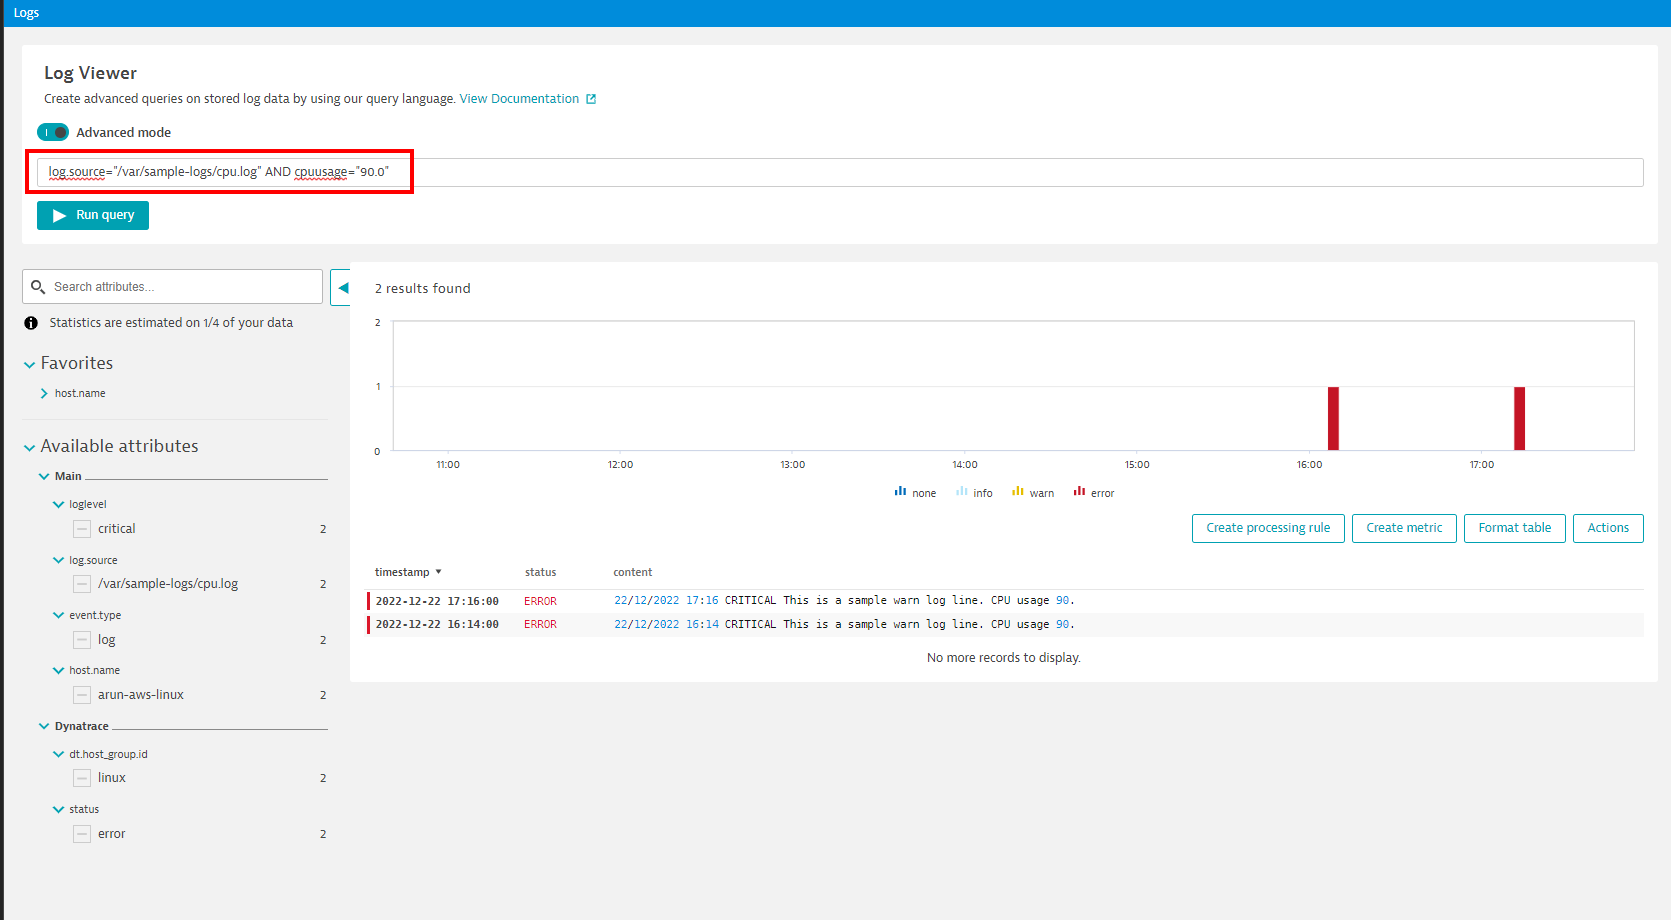 Logs
Log Viewer
Create advanced queries on stored log data by using our query language. View Documentation
Advanced mode
log.source="/var/sample-logs/cpu.log" AND cpuusage="90.0"
Run query
Search attributes...
Statistics are estimated on 1/4 of your data
Favorites
host.name
Available attributes
Main
loglevel
critical 2
log.source
/var/sample-logs/cpu.log 2
event.type
log 2
host.name
arun-aws-linux 2
Dynatrace
dt.host_group.id
linux 2
status
error 2
2 results found
2
1
0
11:00 12:00 13:00 14:00 15:00 16:00 17:00
none info warn error
Create processing rule Create metric Format table Actions
timestamp status content
2022-12-22 17:16:00 ERROR 22/12/2022 17:16 CRITICAL This is a sample warn log line. CPU usage 90.
2022-12-22 16:14:00 ERROR 22/12/2022 16:14 CRITICAL This is a sample warn log line. CPU usage 90.
No more records to display.